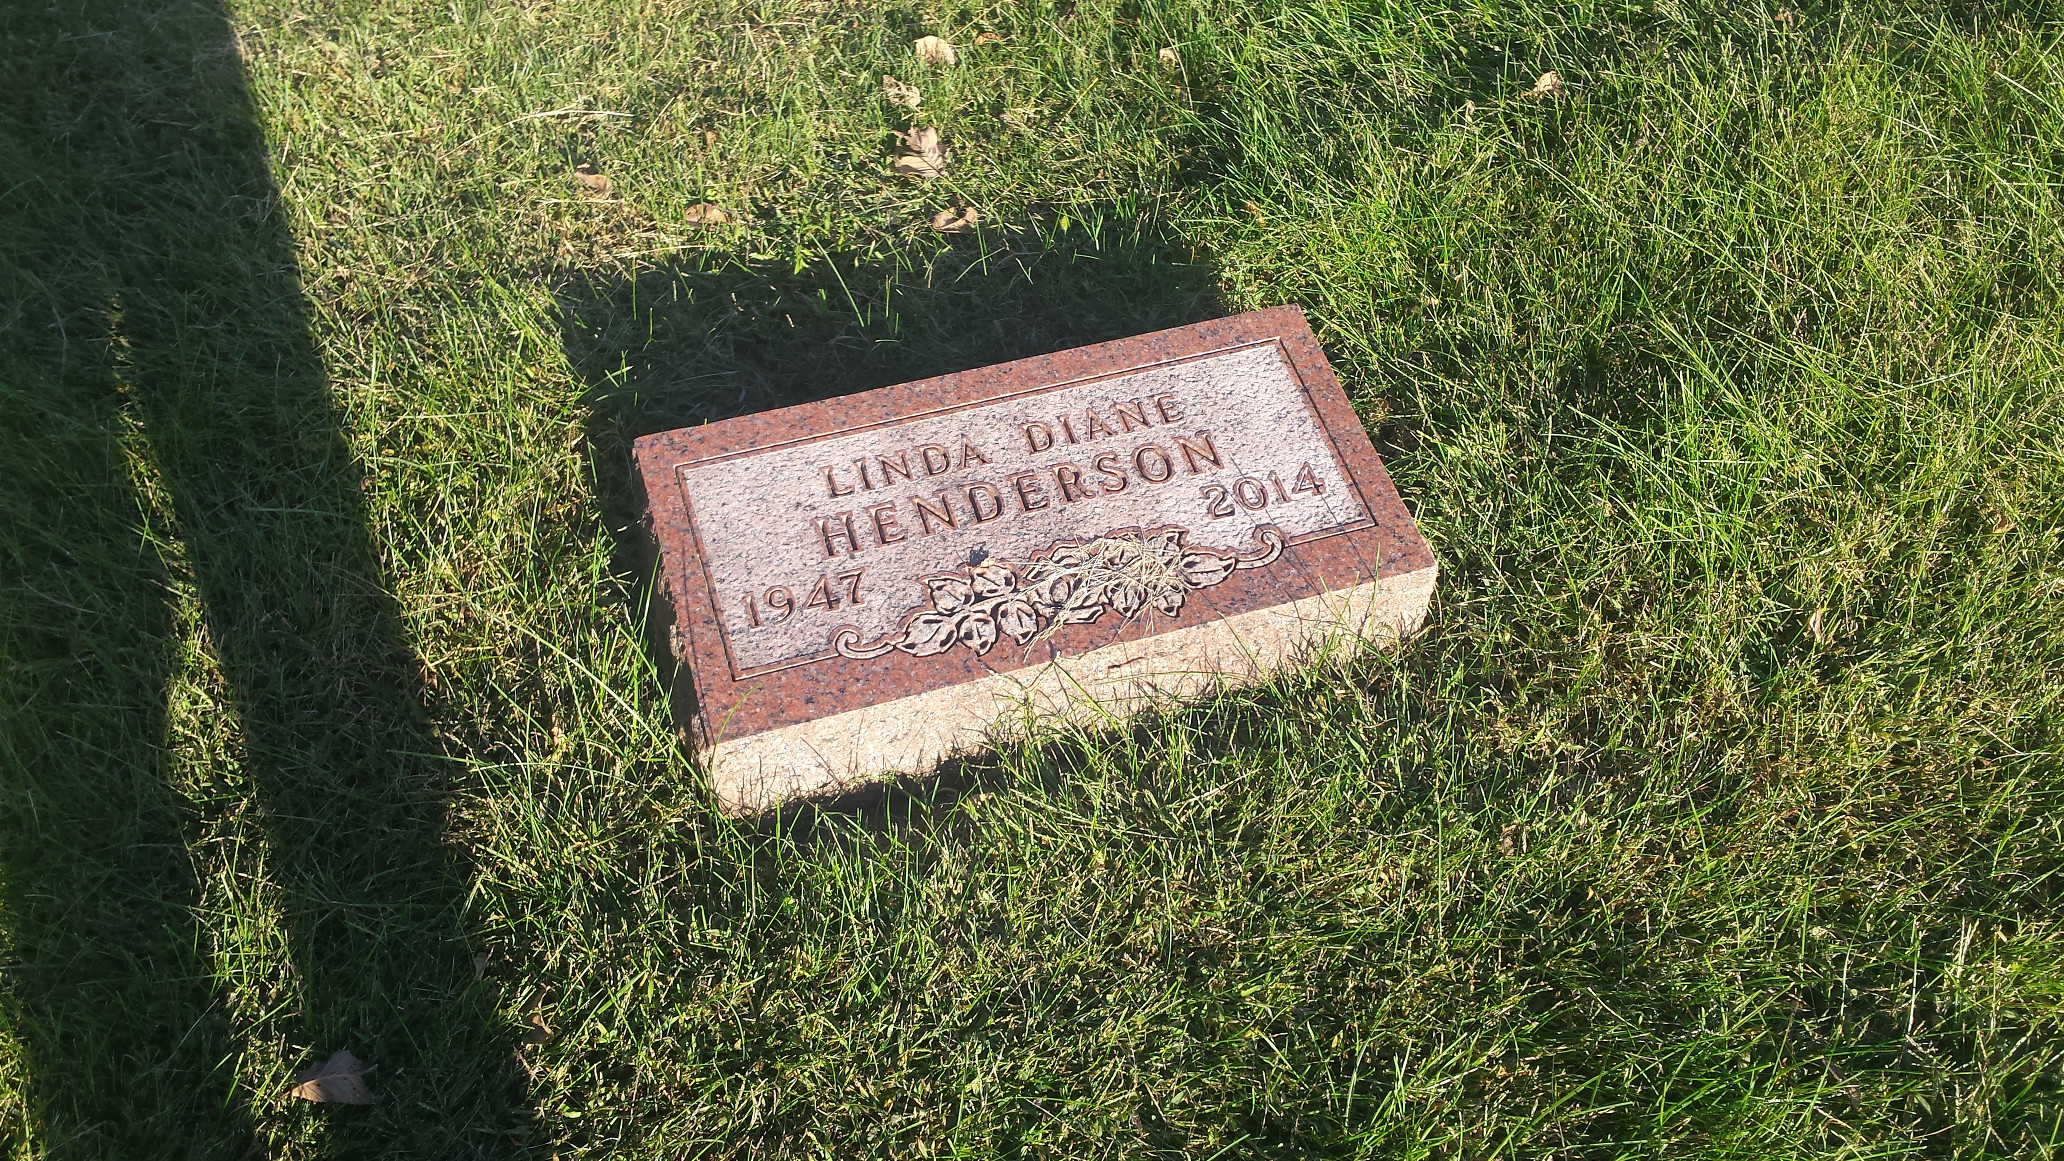 LINDA DIANE
HENDERSON
1947 2014